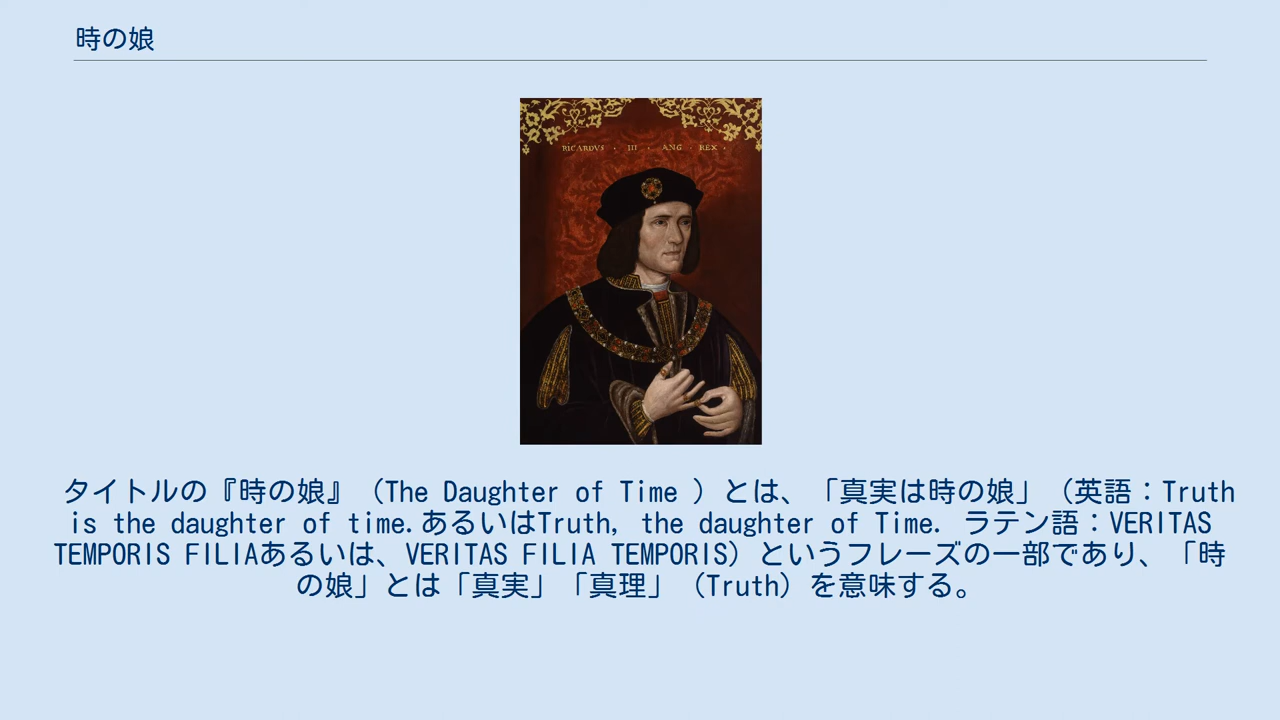 時の娘
RICARDVS · III · ANG · REX ·
タイトルの『時の娘』（The Daughter of Time ）とは、「真実は時の娘」（英語：Truth
is the daughter of time.あるいはTruth, the daughter of Time. ラテン語：VERITAS
TEMPORIS FILIAあるいは、VERITAS FILIA TEMPORIS）というフレーズの一部であり、「時
の娘」とは「真実」「真理」（Truth）を意味する。